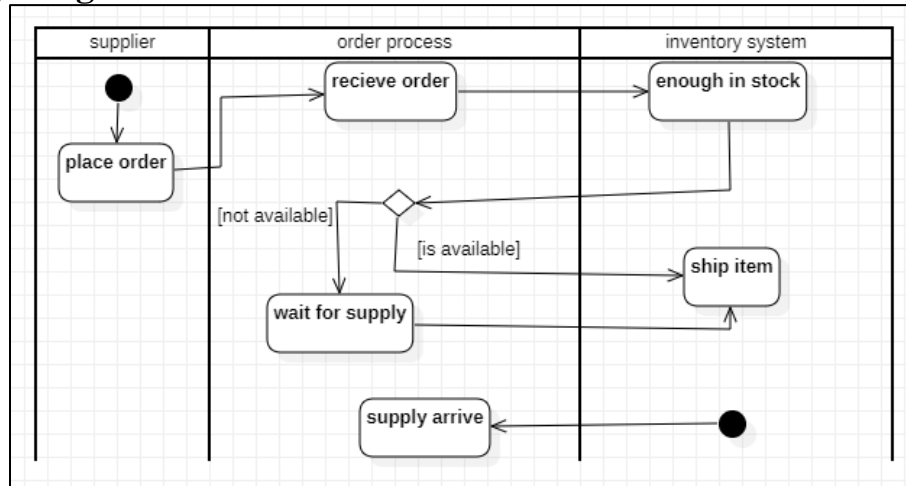 supplier
order process
inventory system
recieve order
enough in stock
place order
[not available]
[is available]
ship item
wait for supply
supply arrive